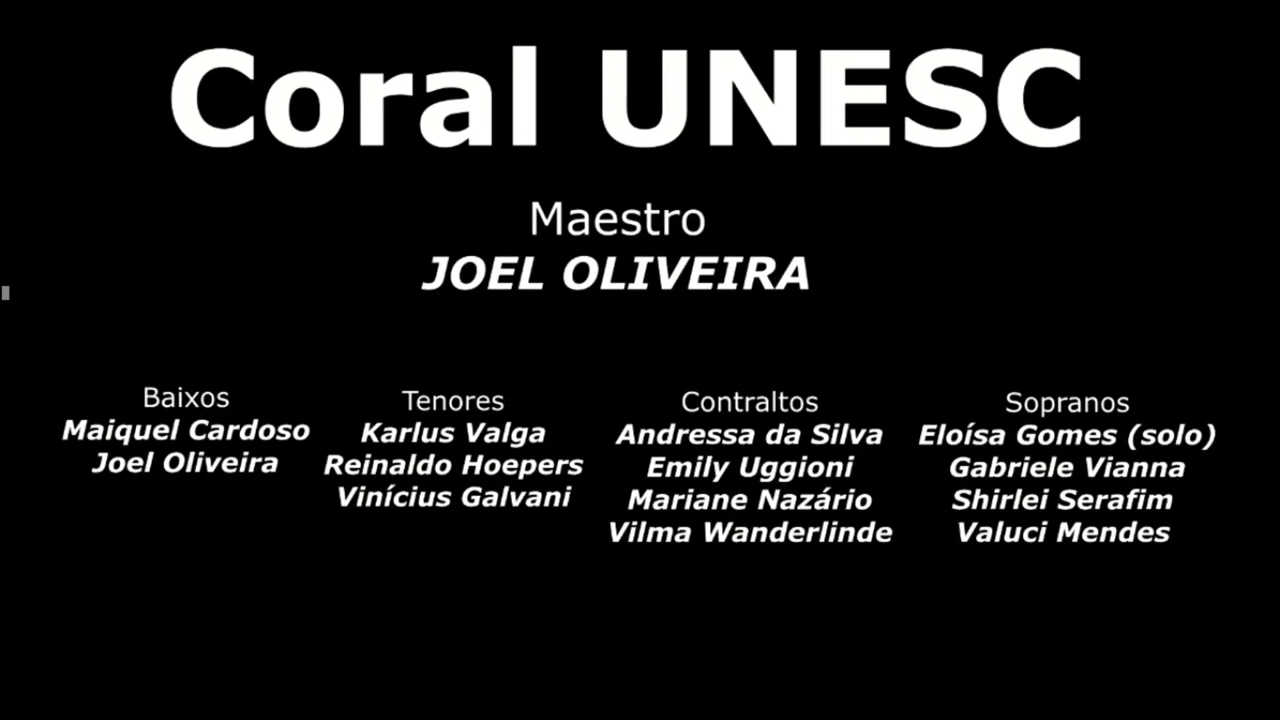 Coral UNESC
Maestro
JOEL OLIVEIRA
Baixos
Maiquel Cardoso
Joel Oliveira
Tenores
Karlus Valga
Reinaldo Hoepers
Vinícius Galvani
Contraltos
Andressa da Silva
Emily Uggioni
Mariane Nazário
Vilma Wanderlinde
Sopranos
Eloísa Gomes (solo)
Gabriele Vianna
Shirlei Serafim
Valuci Mendes